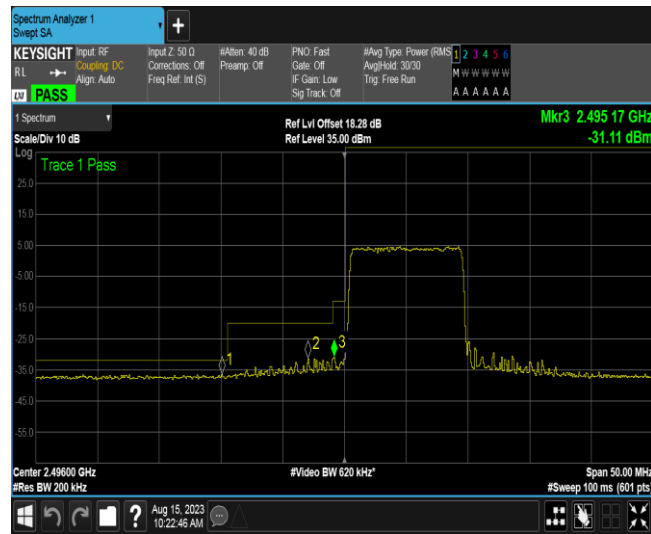 Spectrum Analyzer 1
Swept SA
+
KEYSIGHT
Input: RF
Coupling: DC
Align: Auto
RL
LXI
PASS
Input Z: 50 Ω
Corrections: Off
Freq Ref: Int (S)
#Atten: 40 dB
Preamp: Off
PNO: Fast
Gate: Off
IF Gain: Low
Sig Track: Off
#Avg Type: Power (RMS
Avg|Hold: 30/30
Trig: Free Run
1 2 3 4 5 6
M W W W W W
A A A A A A
1 Spectrum
Scale/Div 10 dB
Ref Lvl Offset 18.28 dB
Ref Level 35.00 dBm
Mkr3 2.495 17 GHz
-31.11 dBm
Log
Trace 1 Pass
25.0
15.0
5.00
-5.00
-15.0
-25.0
-35.0
-45.0
-55.0
1
2
3
Center 2.49600 GHz
#Res BW 200 kHz
#Video BW 620 kHz*
Span 50.00 MHz
#Sweep 100 ms (601 pts)
?
Aug 15, 2023
10:22:46 AM